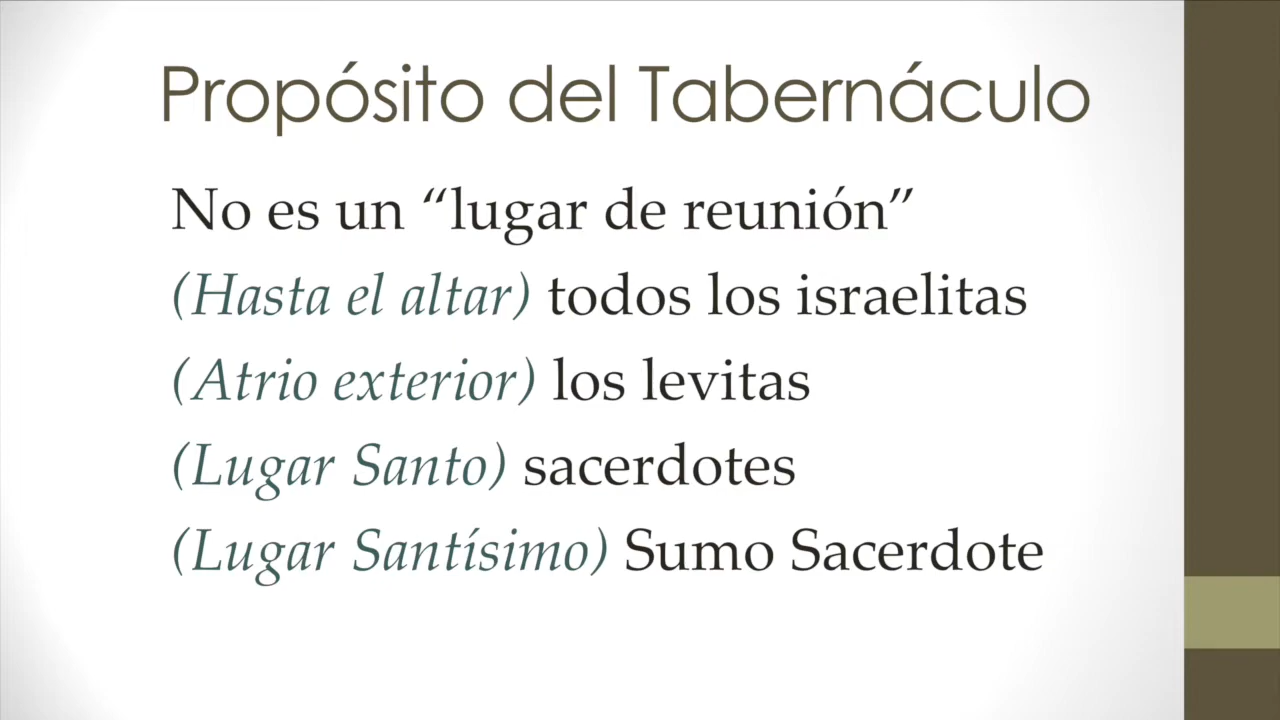 Propósito del Tabernáculo
No es un “lugar de reunión”
(Hasta el altar) todos los israelitas
(Atrio exterior) los levitas
(Lugar Santo) sacerdotes
(Lugar Santísimo) Sumo Sacerdote